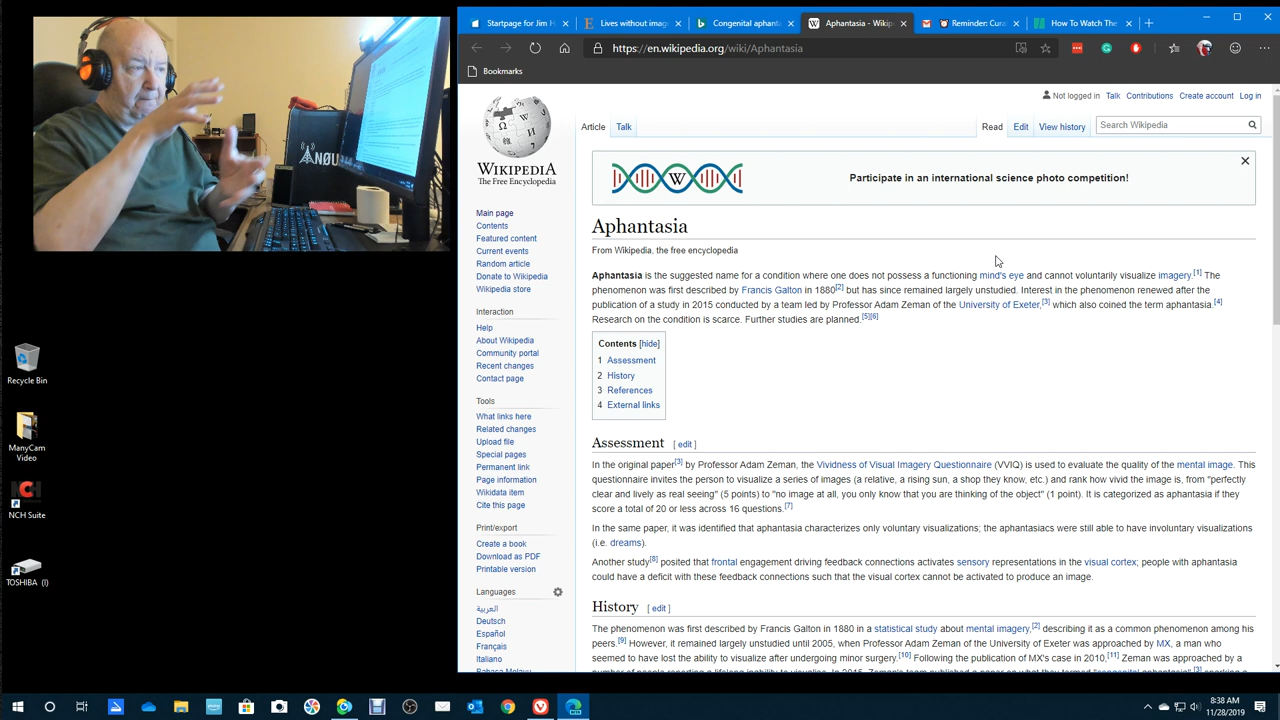 ANØU
Recycle Bin
ManyCam
Video
NCH Suite
TOSHIBA (I)
Startpage for Jim H
Lives without imag
Congenital aphanta
Aphantasia - Wikip
Reminder: Cura
How To Watch The
https://en.wikipedia.org/wiki/Aphantasia
Bookmarks
Not logged in Talk Contributions Create account Log in
Article Talk Read Edit View history Search Wikipedia
WIKIPEDIA
The Free Encyclopedia
W
Participate in an international science photo competition!
Main page
Contents
Featured content
Current events
Random article
Donate to Wikipedia
Wikipedia store
Interaction
Help
About Wikipedia
Community portal
Recent changes
Contact page
Tools
What links here
Related changes
Upload file
Special pages
Permanent link
Page information
Wikidata item
Cite this page
Print/export
Create a book
Download as PDF
Printable version
Languages
العربية
Deutsch
Español
Français
Italiano
Bahasa Melayu
Aphantasia
From Wikipedia, the free encyclopedia
Aphantasia is the suggested name for a condition where one does not possess a functioning mind's eye and cannot voluntarily visualize imagery.[1] The
phenomenon was first described by Francis Galton in 1880[2] but has since remained largely unstudied. Interest in the phenomenon renewed after the
publication of a study in 2015 conducted by a team led by Professor Adam Zeman of the University of Exeter,[3] which also coined the term aphantasia.[4]
Research on the condition is scarce. Further studies are planned.[5][6]
Contents [hide]
1 Assessment
2 History
3 References
4 External links
Assessment [ edit ]
In the original paper[3] by Professor Adam Zeman, the Vividness of Visual Imagery Questionnaire (VVIQ) is used to evaluate the quality of the mental image. This
questionnaire invites the person to visualize a series of images (a relative, a rising sun, a shop they know, etc.) and rank how vivid the image is, from "perfectly
clear and lively as real seeing" (5 points) to "no image at all, you only know that you are thinking of the object" (1 point). It is categorized as aphantasia if they
score a total of 20 or less across 16 questions.[7]
In the same paper, it was identified that aphantasia characterizes only voluntary visualizations; the aphantasiacs were still able to have involuntary visualizations
(i.e. dreams).
Another study[8] posited that frontal engagement driving feedback connections activates sensory representations in the visual cortex; people with aphantasia
could have a deficit with these feedback connections such that the visual cortex cannot be activated to produce an image.
History [ edit ]
The phenomenon was first described by Francis Galton in 1880 in a statistical study about mental imagery,[2] describing it as a common phenomenon among his
peers.[9] However, it remained largely unstudied until 2005, when Professor Adam Zeman of the University of Exeter was approached by MX, a man who
seemed to have lost the ability to visualize after undergoing minor surgery.[10] Following the publication of MX's case in 2010,[11] Zeman was approached by a
number of people reporting a lifelong inability to visualize. In 2015, Zeman's
8:38 AM
11/28/2019